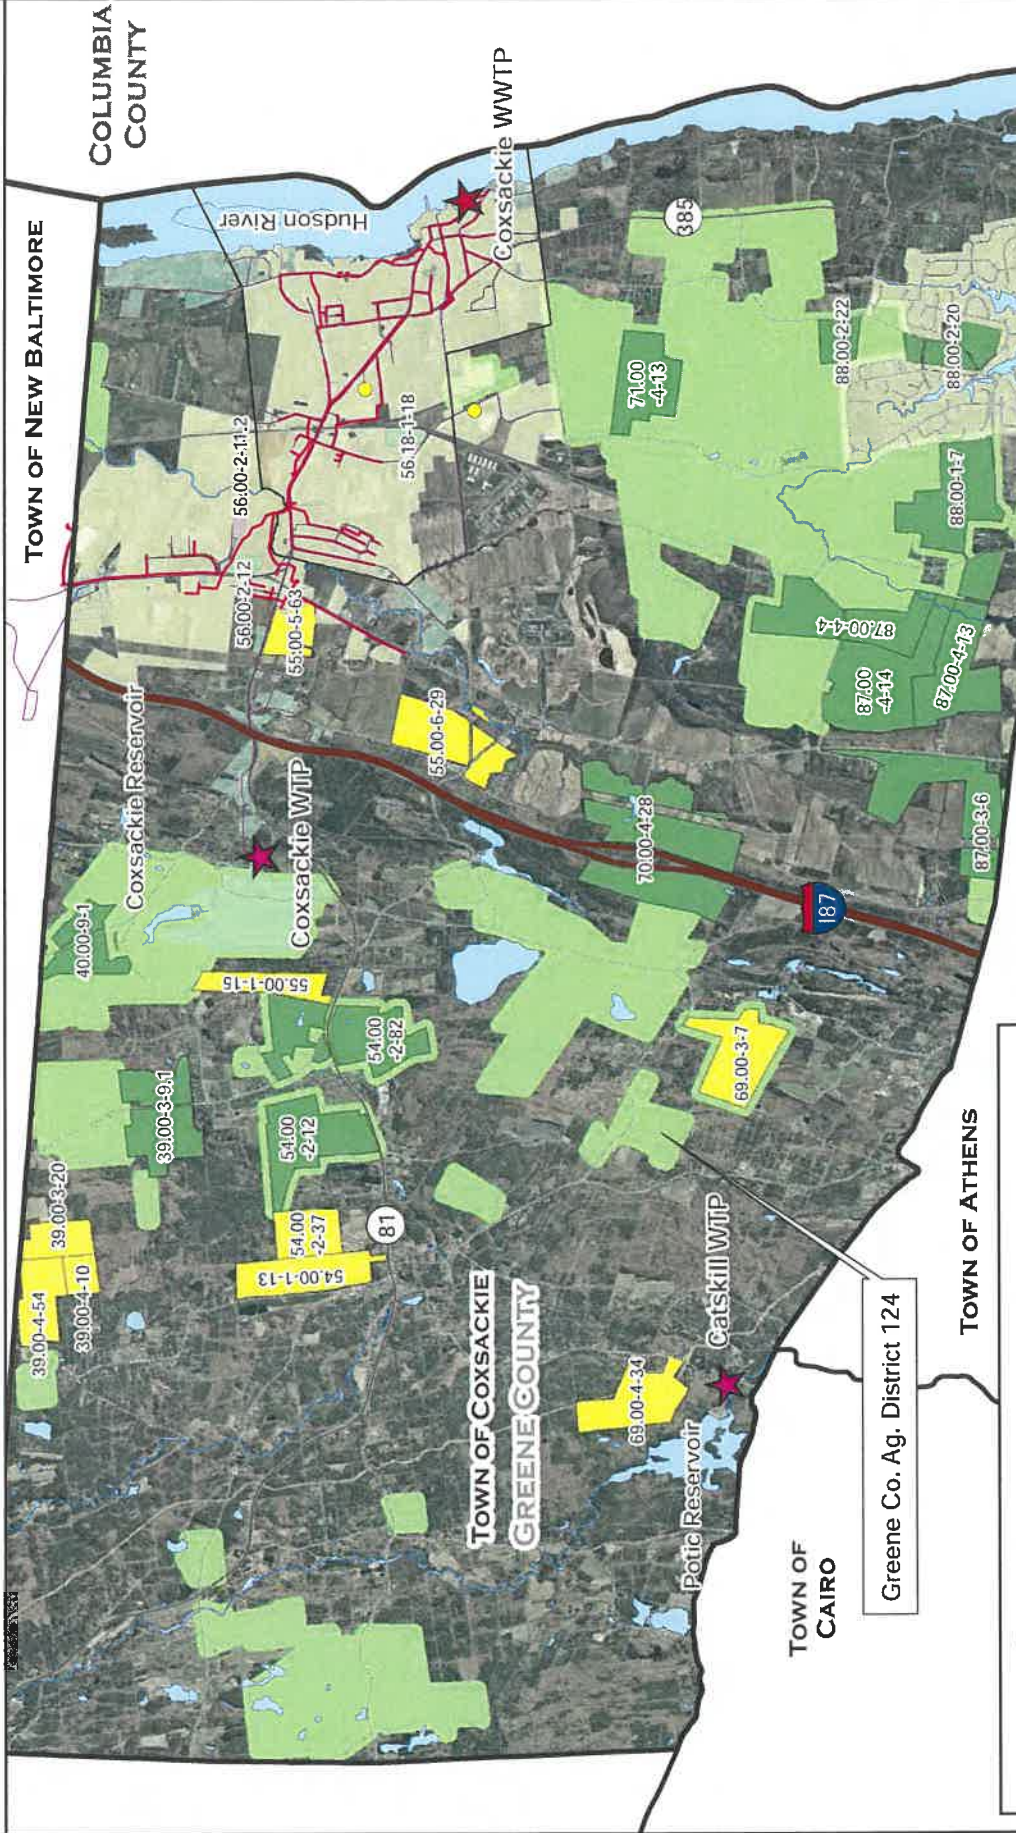 COLUMBIA
COUNTY
TOWN OF NEW BALTIMORE
Hudson River
Coxsackie WWTP
385
56.00-2-11.2
56.18-1-18
56.00-2-12
55.00-5-63
71.00
-4-13
88.00-2-22
88.00-2-20
88.00-1-7
87.00-4-4
87.00
-4-14
87.00-4-13
Coxsackie Reservoir
Coxsackie WTP
55.00-6-29
70.00-4-28
87.00-3-6
I87
40.00-9-1
55.00-1-15
54.00
-2-82
39.00-3-9.1
54.00
-2-12
69.00-3-7
39.00-3-20
39.00-4-54
39.00-4-10
54.00
-2-37
54.00-1-13
81
TOWN OF COXSACKIE
GREENE COUNTY
69.00-4-34
Catskill WTP
Potic Reservoir
TOWN OF ATHENS
Greene Co. Ag. District 124
TOWN OF
CAIRO